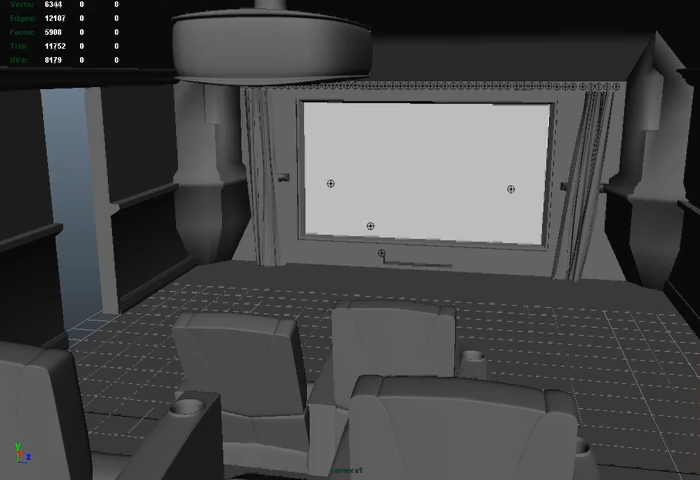 Verts: 6344 0 0
Edges: 12107 0 0
Faces: 5908 0 0
Tris: 11752 0 0
UVs: 8179 0 0
y
z
camera1